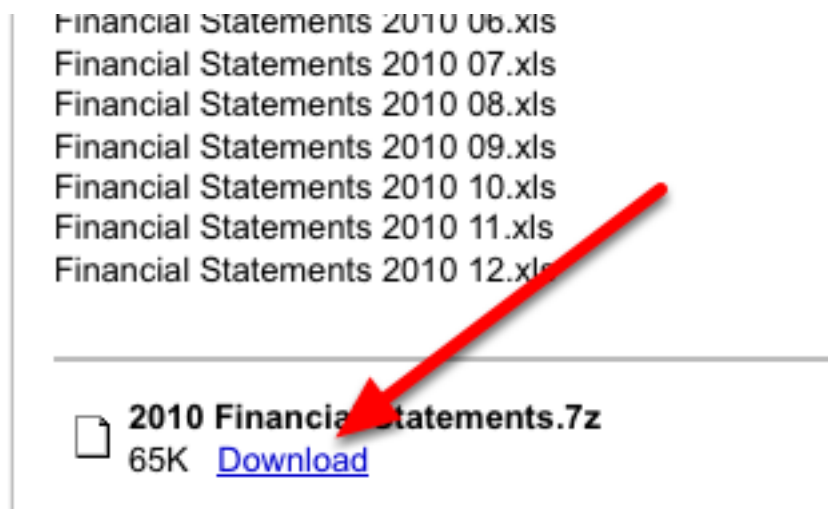 Financial Statements 2010 06.xls
Financial Statements 2010 07.xls
Financial Statements 2010 08.xls
Financial Statements 2010 09.xls
Financial Statements 2010 10.xls
Financial Statements 2010 11.xls
Financial Statements 2010 12.xls
2010 Financial Statements.7z
65K Download